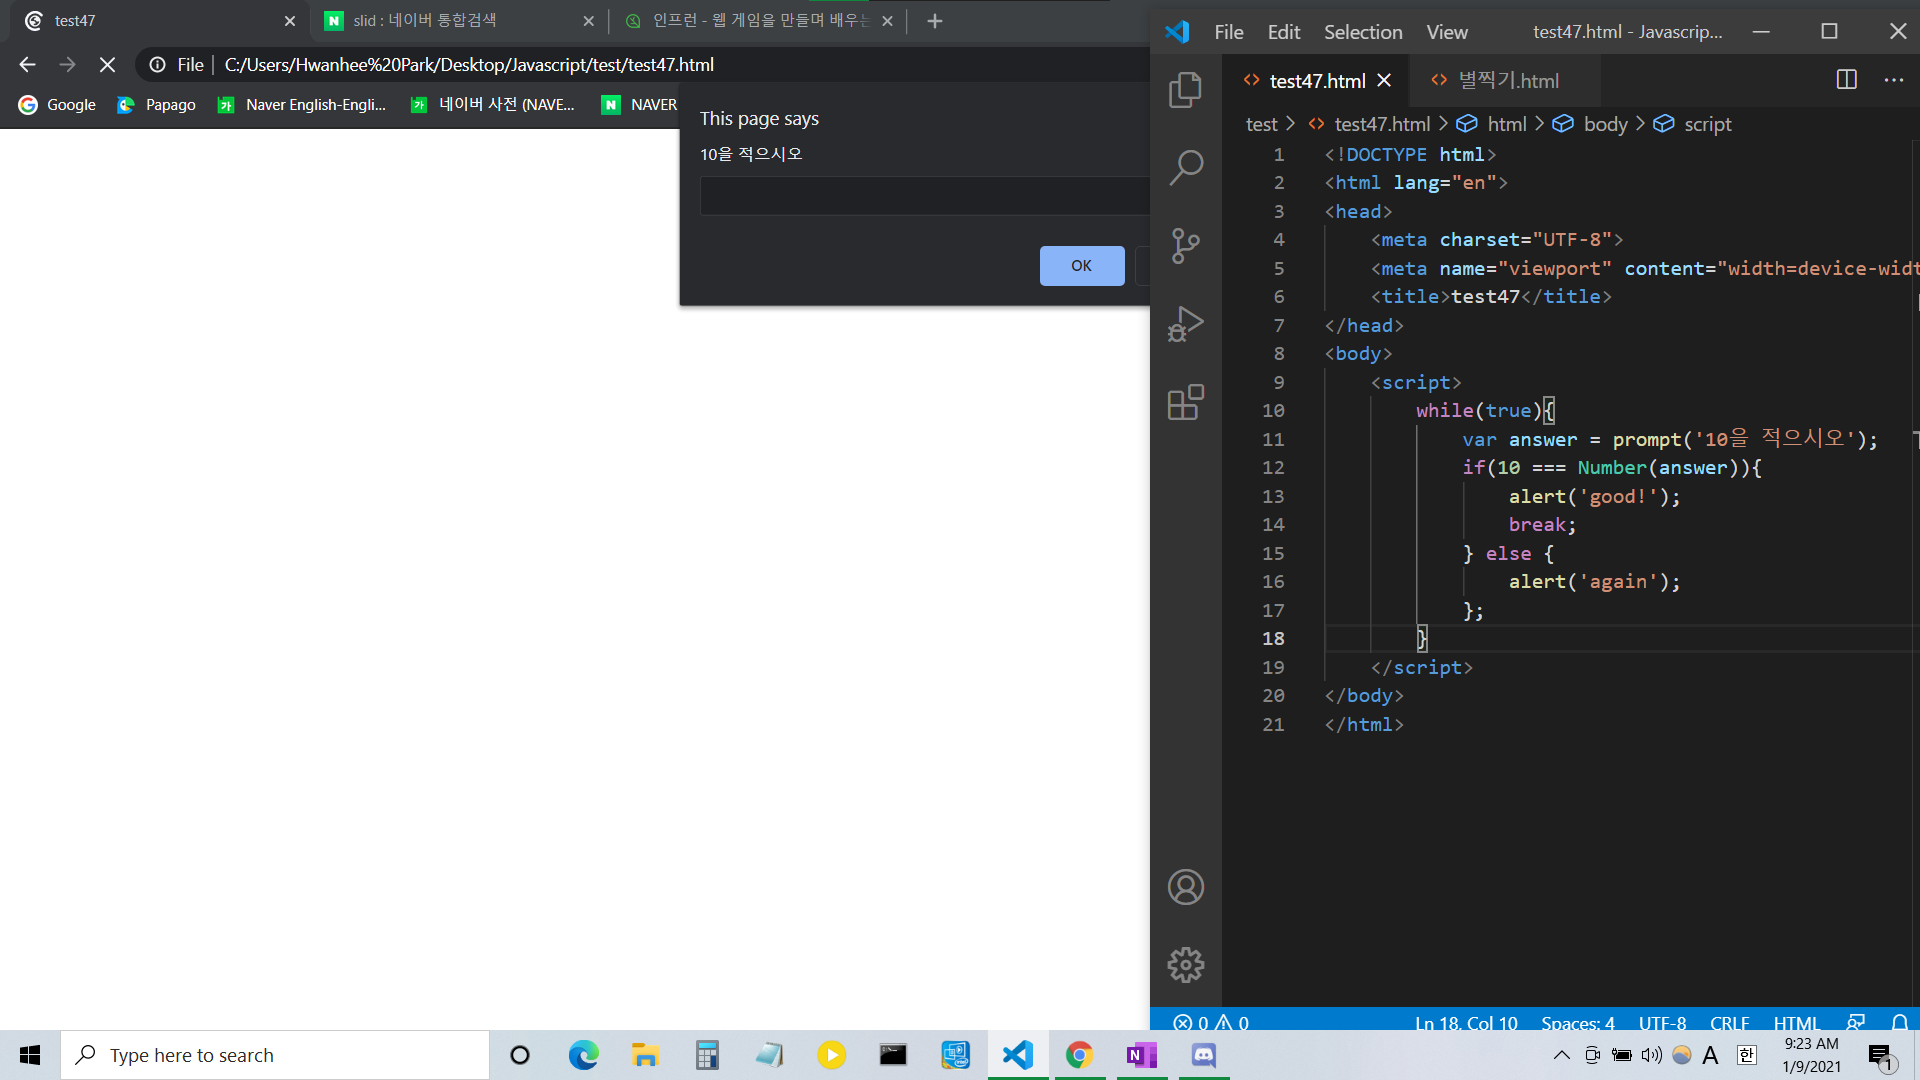 test47
slid : 네이버 통합검색
인프런 - 웹 게임을 만들며 배우는
File
C:/Users/Hwanhee%20Park/Desktop/Javascript/test/test47.html
Google
Papago
Naver English-Engli...
네이버 사전 (NAVE...
NAVER
This page says
10을 적으시오
OK
File Edit Selection View
test47.html - Javascrip...
test47.html
별찍기.html
test > test47.html > html > body > script
1 <!DOCTYPE html>
2 <html lang="en">
3 <head>
4 <meta charset="UTF-8">
5 <meta name="viewport" content="width=device-widt
6 <title>test47</title>
7 </head>
8 <body>
9 <script>
10 while(true){
11 var answer = prompt('10을 적으시오');
12 if(10 === Number(answer)){
13 alert('good!');
14 break;
15 } else {
16 alert('again');
17 };
18 }
19 </script>
20 </body>
21 </html>
0 0
Ln 18, Col 10
Spaces: 4
UTF-8
CRLF
HTML
Type here to search
A
한
9:23 AM
1/9/2021
1